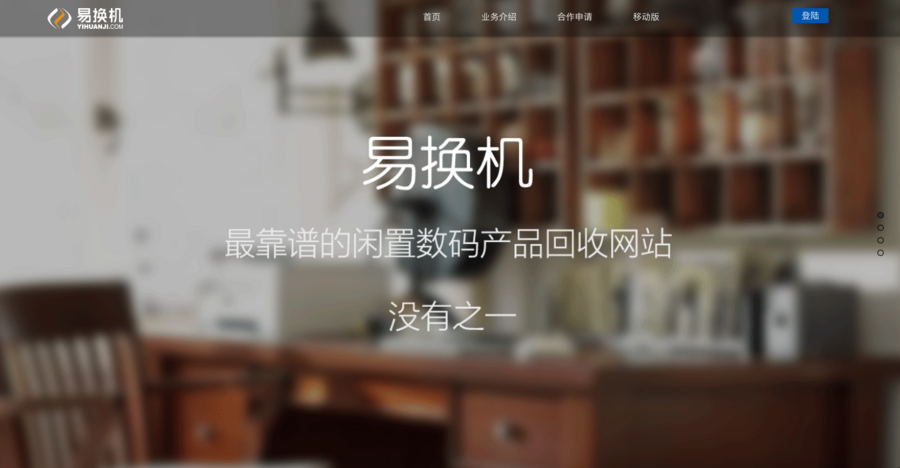 易换机
YIHUANJI.COM
首页
业务介绍
合作申请
移动版
登陆
易换机
最靠谱的闲置数码产品回收网站
没有之一